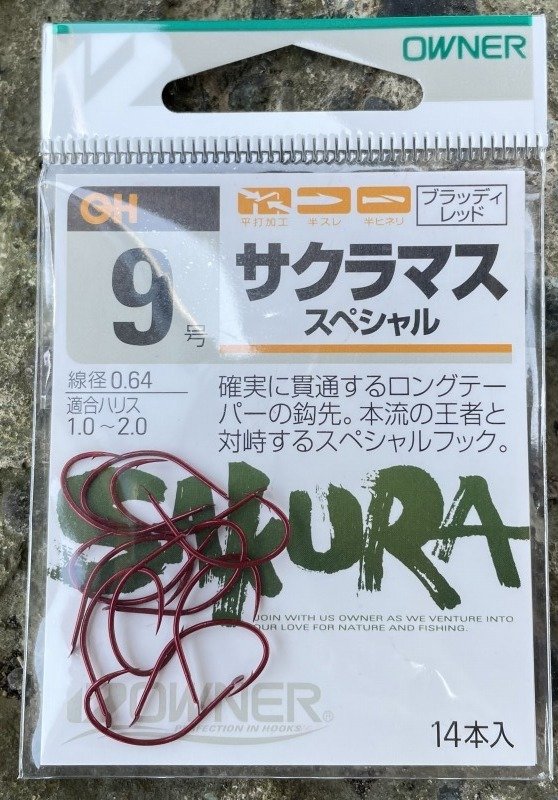 OWNER
OH
9号
平打加工 半スレ 半ヒネリ
ブラッディ
レッド
サクラマス
スペシャル
線径0.64
適合ハリス
1.0～2.0
確実に貫通するロングテー
パーの鈎先。本流の王者と
対峙するスペシャルフック。
SAKURA
JOIN WITH US OWNER AS WE VENTURE INTO
OUR LOVE FOR NATURE AND FISHING.
OWNER
PERFECTION IN HOOKS
14本入